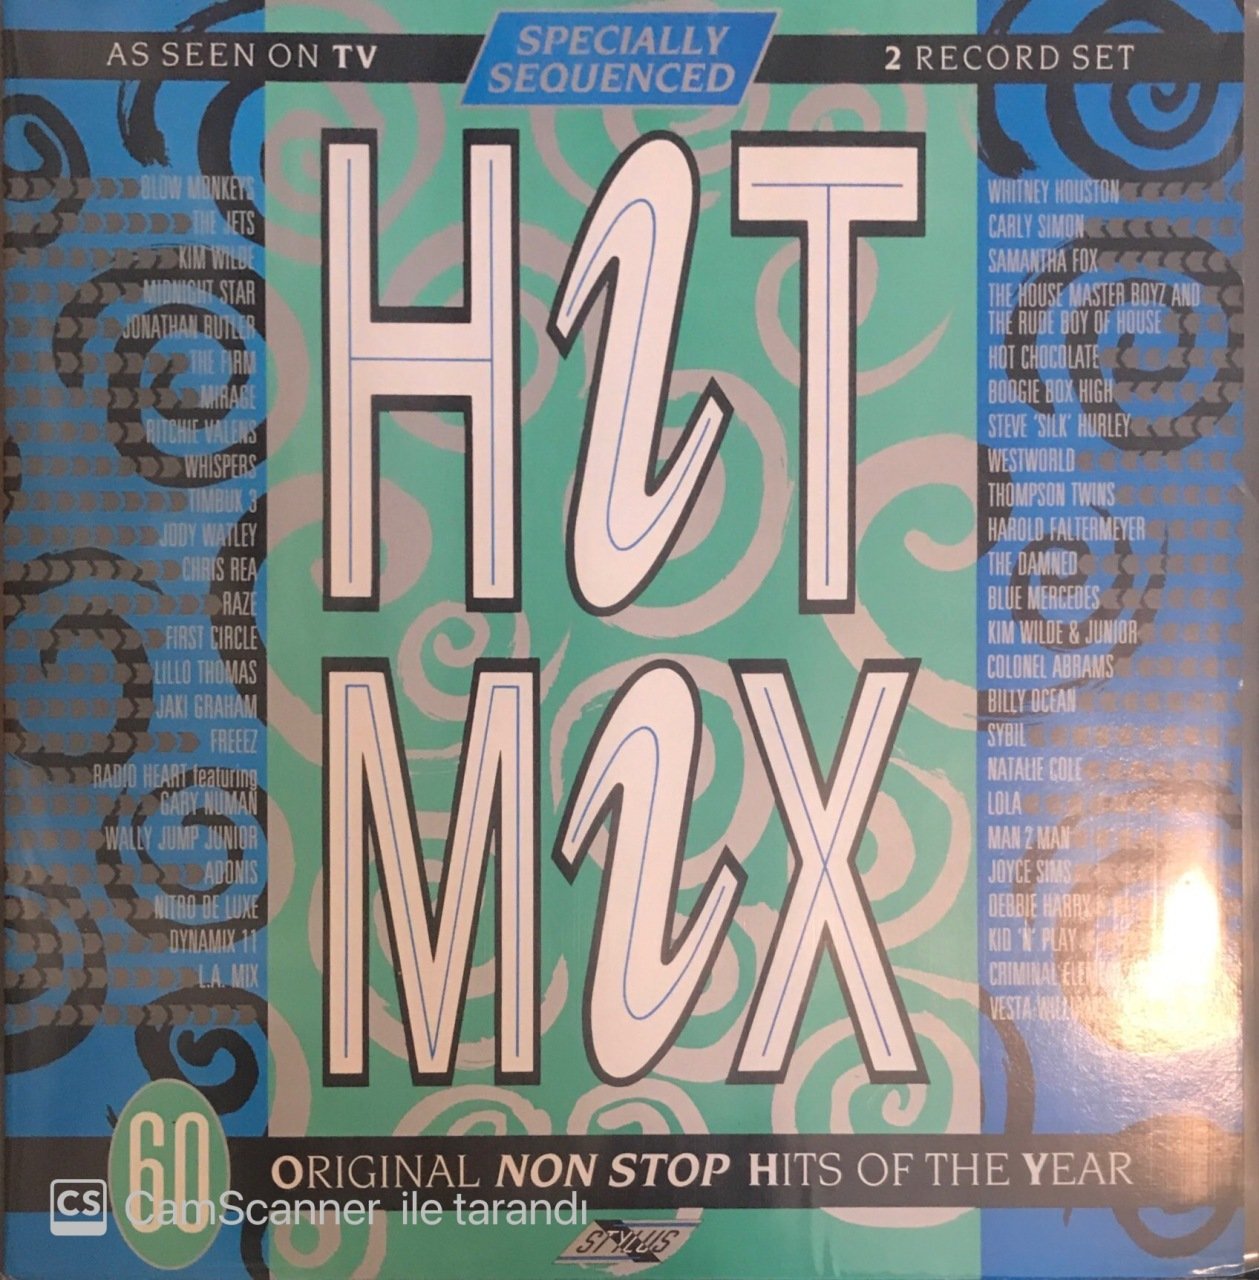 AS SEEN ON TV
SPECIALLY
SEQUENCED
2 RECORD SET
HIT
MIX
BLOW MONKEYS
THE JETS
KIM WILDE
MIDNIGHT STAR
JONATHAN BUTLER
THE FIRM
MIRAGE
RITCHIE VALENS
WHISPERS
TIMBUK 3
JODY WATLEY
CHRIS REA
RAZE
FIRST CIRCLE
LILLO THOMAS
JAKI GRAHAM
FREEEZ
RADIO HEART featuring
GARY NUMAN
WALLY JUMP JUNIOR
ADONIS
NITRO DE LUXE
DYNAMIX 11
L.A. MIX
WHITNEY HOUSTON
CARLY SIMON
SAMANTHA FOX
THE HOUSE MASTER BOYZ AND
THE RUDE BOY OF HOUSE
HOT CHOCOLATE
BOOGIE BOX HIGH
STEVE 'SILK' HURLEY
WESTWORLD
THOMPSON TWINS
HAROLD FALTERMEYER
THE DAMNED
BLUE MERCEDES
KIM WILDE & JUNIOR
COLONEL ABRAMS
BILLY OCEAN
SYBIL
NATALIE COLE
LOLA
MAN 2 MAN
JOYCE SIMS
DEBBIE HARRY
KID 'N' PLAY
CRIMINAL
VESTA
60
ORIGINAL NON STOP HITS OF THE YEAR
CS CamScanner ile tarandı
STYLUS